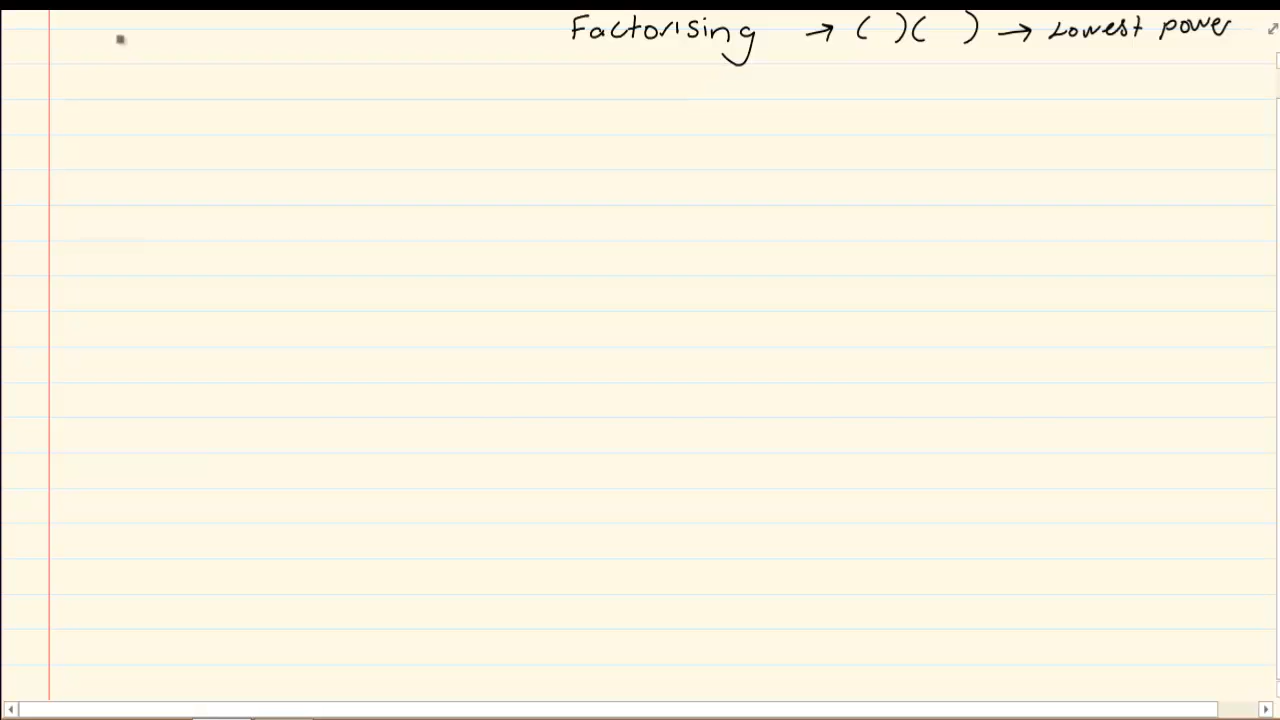 Factorising → ( )( ) → Lowest power